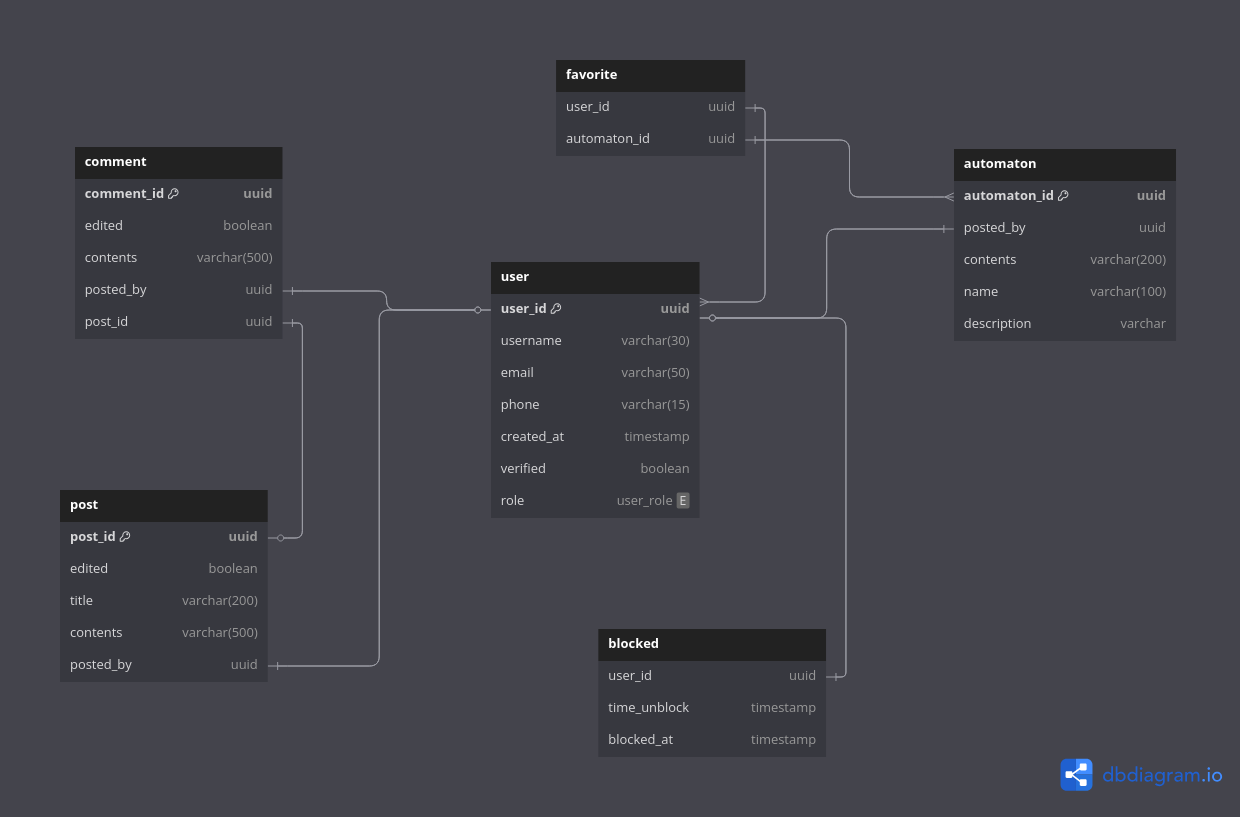 favorite
user_id uuid
automaton_id uuid
comment
comment_id uuid
edited boolean
contents varchar(500)
posted_by uuid
post_id uuid
automaton
automaton_id uuid
posted_by uuid
contents varchar(200)
name varchar(100)
description varchar
user
user_id uuid
username varchar(30)
email varchar(50)
phone varchar(15)
created_at timestamp
verified boolean
role user_role E
post
post_id uuid
edited boolean
title varchar(200)
contents varchar(500)
posted_by uuid
blocked
user_id uuid
time_unblock timestamp
blocked_at timestamp
dbdiagram.io